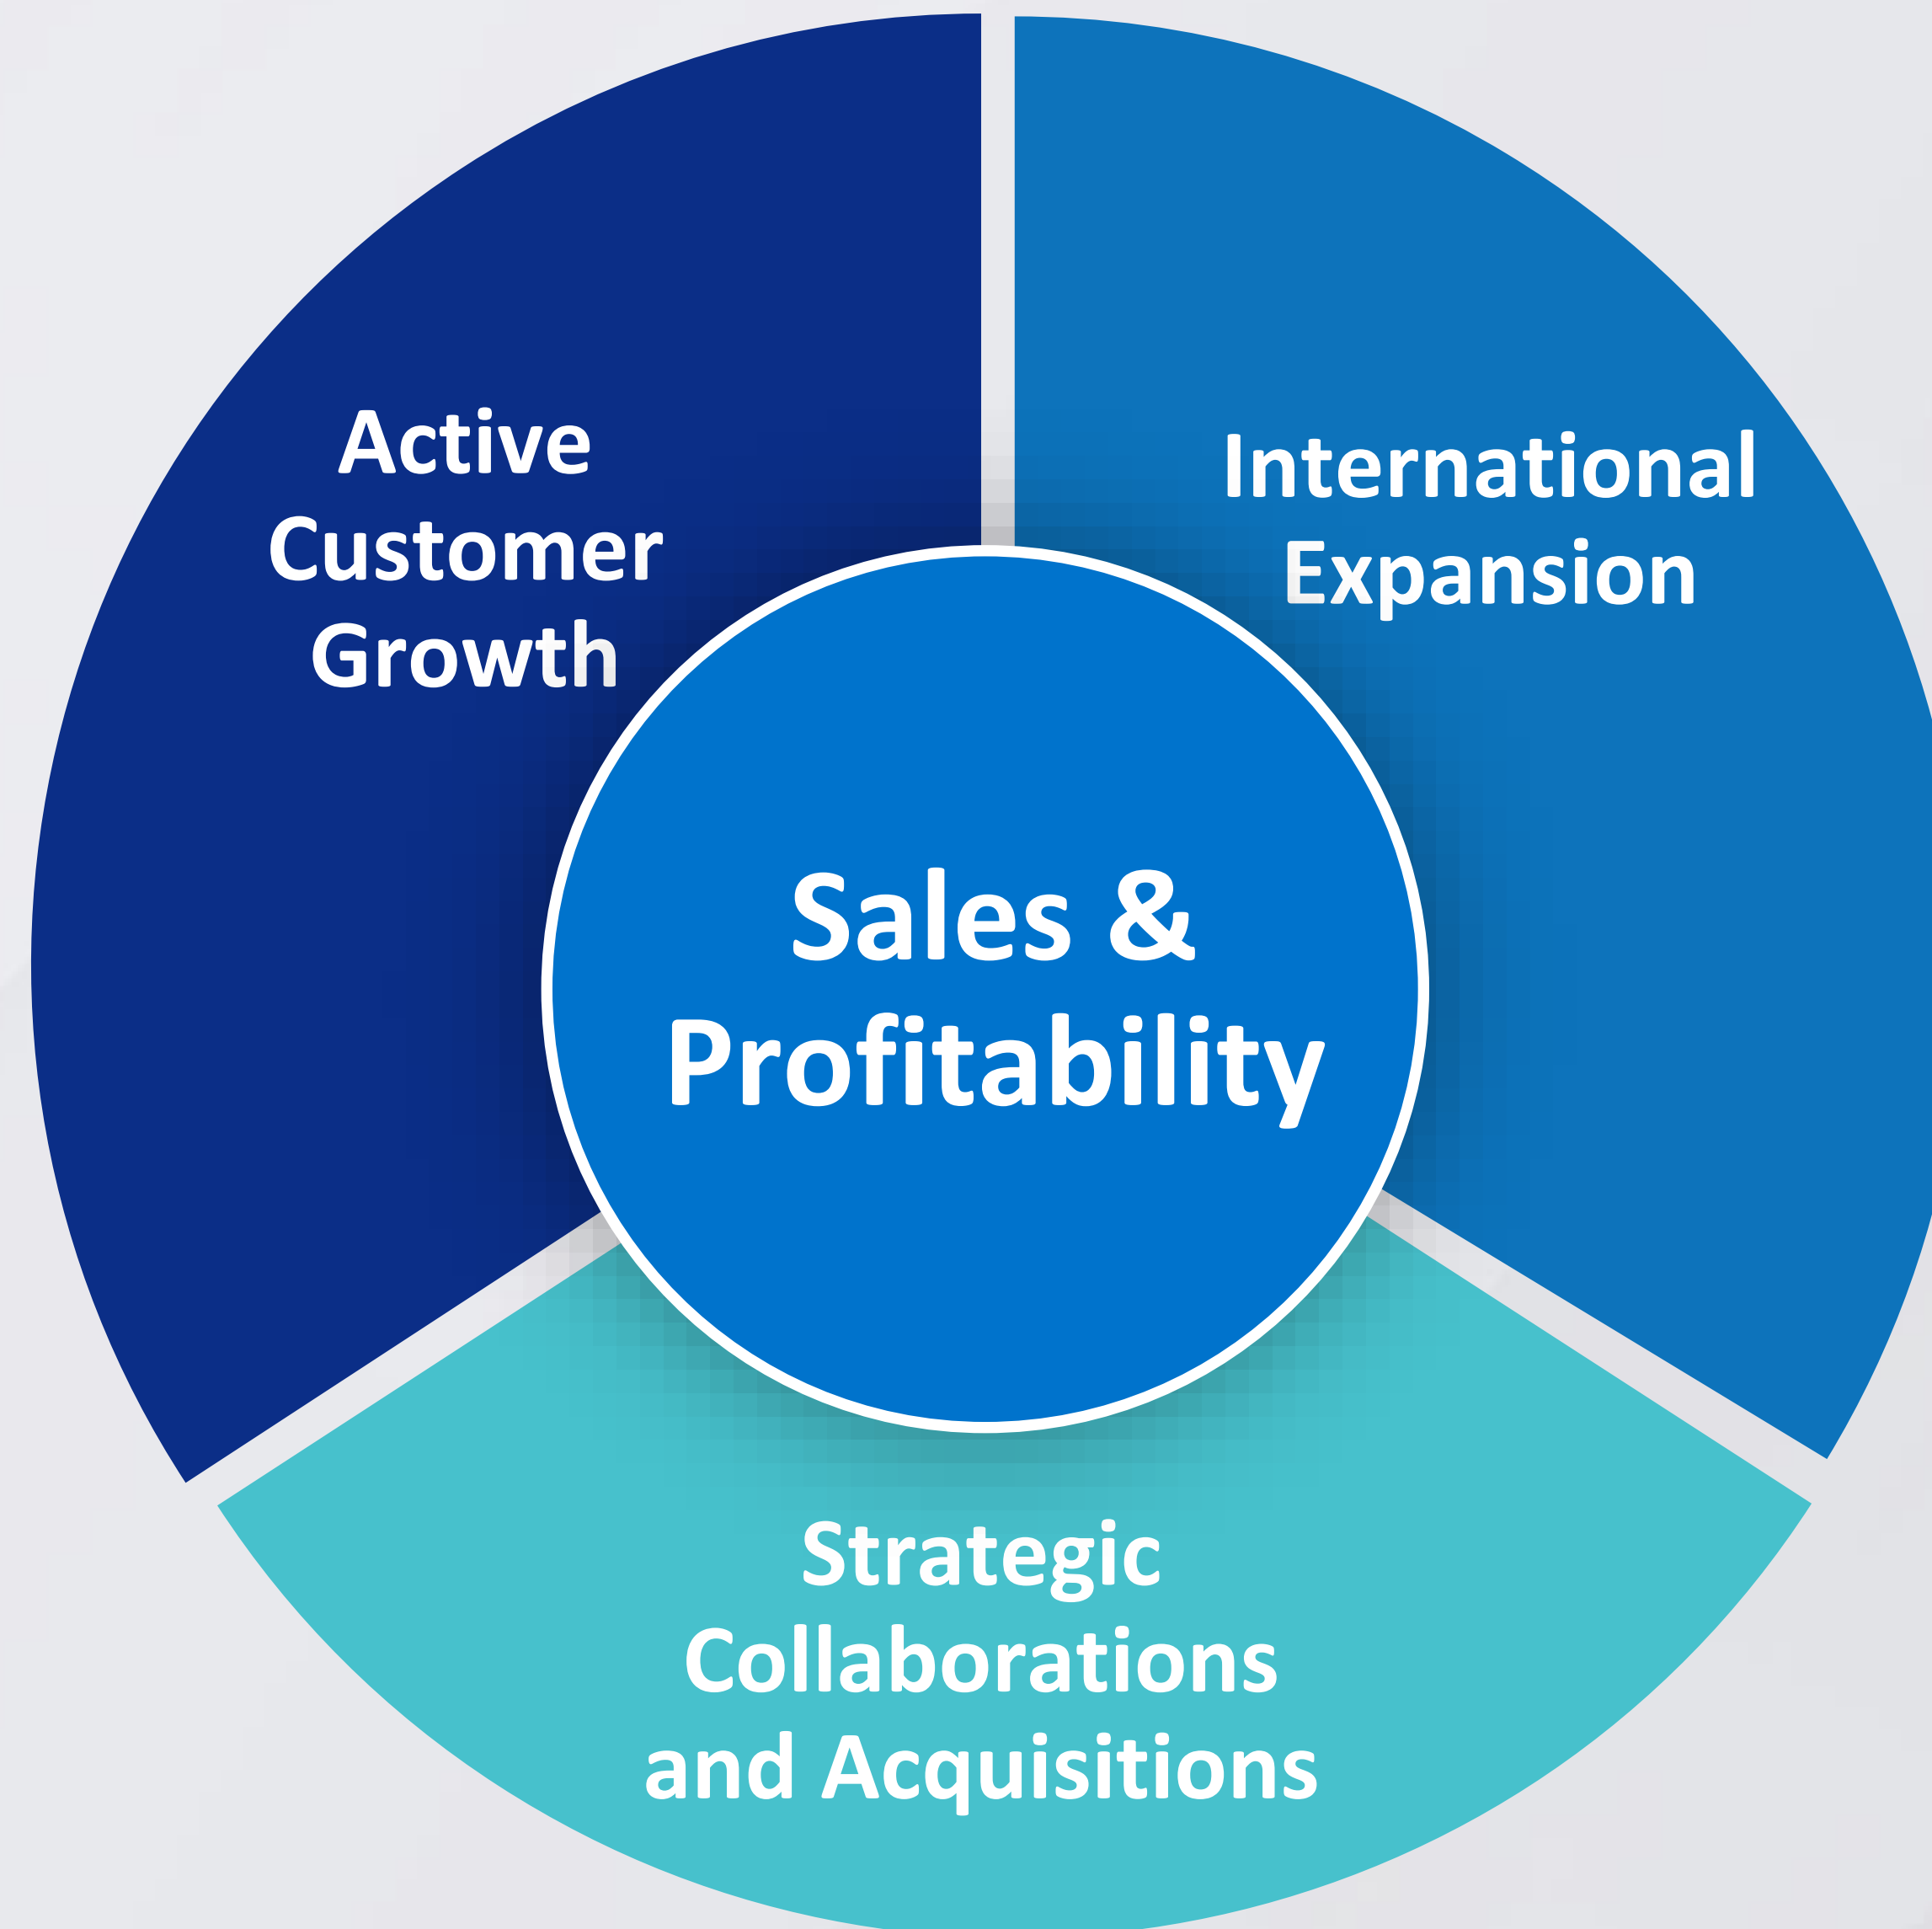 Active
Customer
Growth
International
Expansion
Sales &
Profitability
Strategic
Collaborations
and Acquisitions